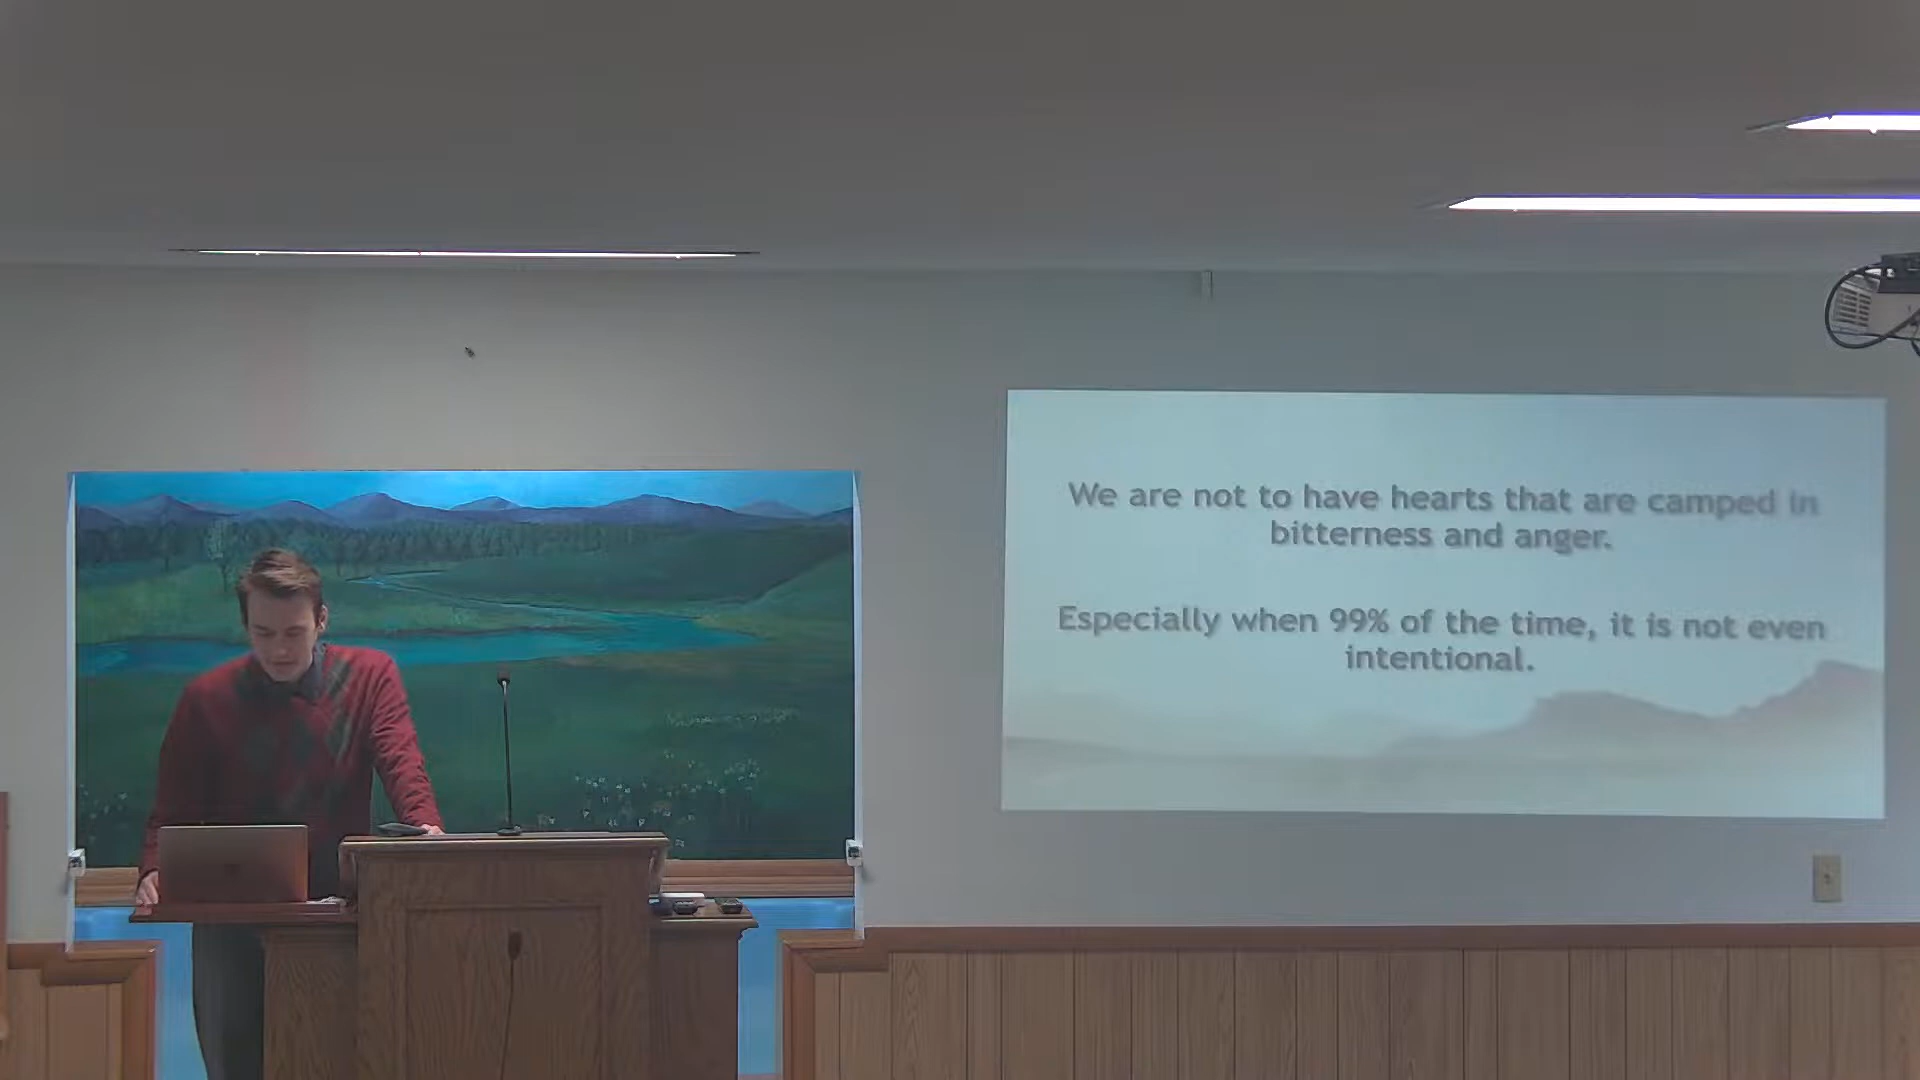 We are not to have hearts that are camped in
bitterness and anger.
Especially when 99% of the time, it is not even
intentional.